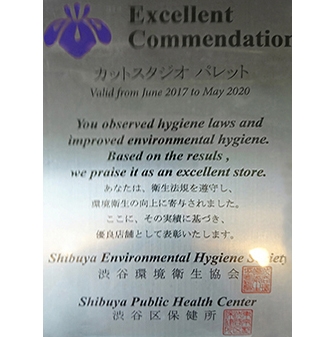 Excellent
Commendation
カットスタジオ パレット
Valid from June 2017 to May 2020
You observed hygiene laws and
improved environmental hygiene.
Based on the resuls ,
we praise it as an excellent store.
あなたは、衛生法規を遵守し、
環境衛生の向上に寄与されました。
ここに、その実績に基づき、
優良店舗として表彰いたします。
Shibuya Environmental Hygiene Society
渋谷環境衛生協会
Shibuya Public Health Center
渋谷区保健所